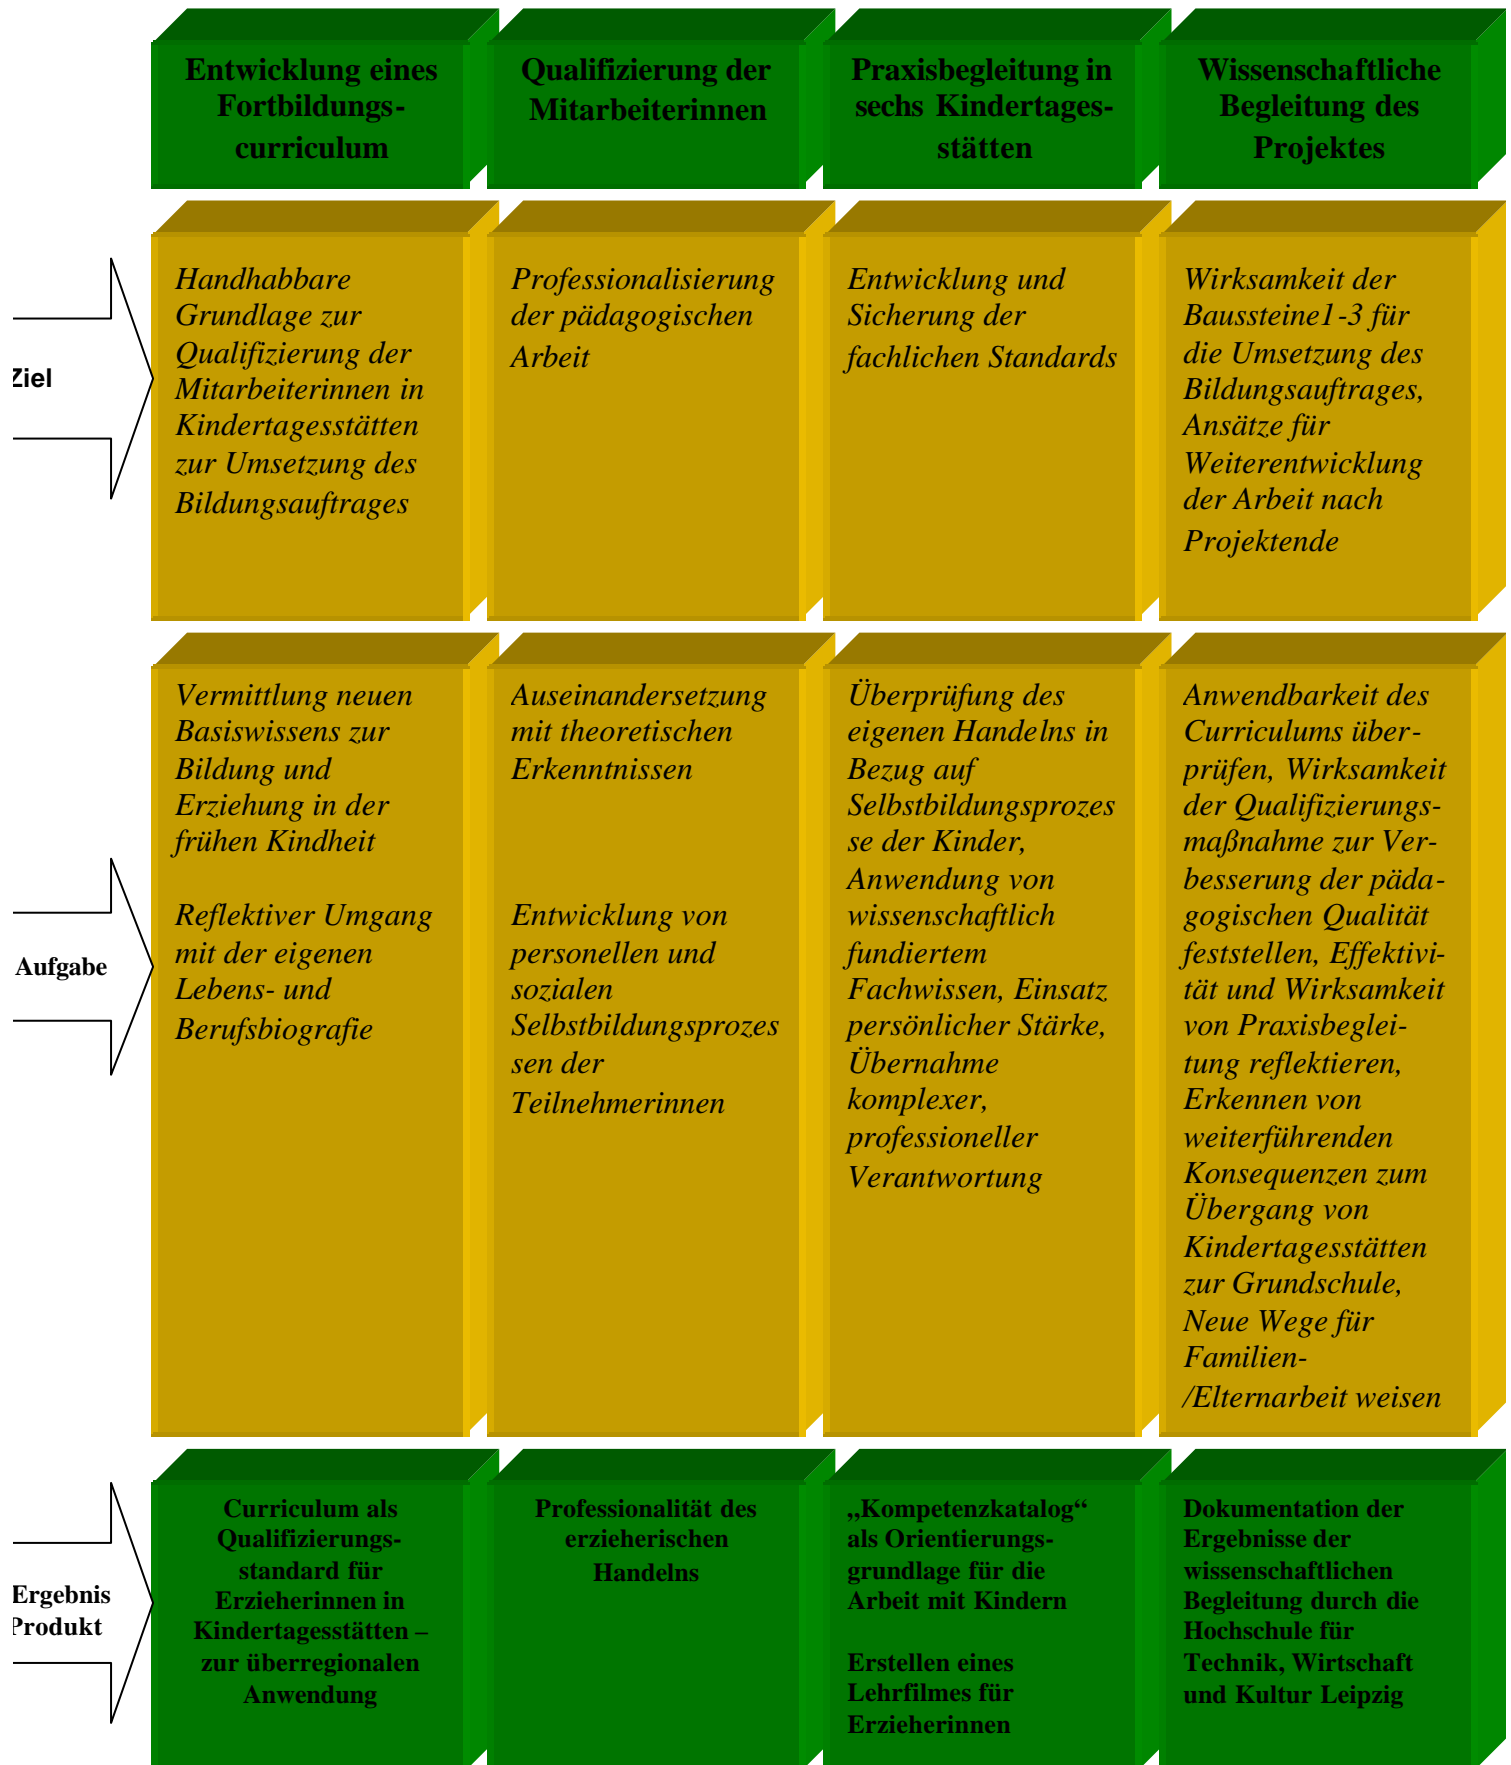 Entwicklung eines
Fortbildungs-
curriculum
Qualifizierung der
Mitarbeiterinnen
Praxisbegleitung in
sechs Kindertages-
stätten
Wissenschaftliche
Begleitung des
Projektes
Ziel
Handhabbare
Grundlage zur
Qualifizierung der
Mitarbeiterinnen in
Kindertagesstätten
zur Umsetzung des
Bildungsauftrages
Professionalisierung
der pädagogischen
Arbeit
Entwicklung und
Sicherung der
fachlichen Standards
Wirksamkeit der
Baussteine1-3 für
die Umsetzung des
Bildungsauftrages,
Ansätze für
Weiterentwicklung
der Arbeit nach
Projektende
Aufgabe
Vermittlung neuen
Basiswissens zur
Bildung und
Erziehung in der
frühen Kindheit
Reflektiver Umgang
mit der eigenen
Lebens- und
Berufsbiografie
Auseinandersetzung
mit theoretischen
Erkenntnissen
Entwicklung von
personellen und
sozialen
Selbstbildungsprozes
sen der
Teilnehmerinnen
Überprüfung des
eigenen Handelns in
Bezug auf
Selbstbildungsprozes
se der Kinder,
Anwendung von
wissenschaftlich
fundiertem
Fachwissen, Einsatz
persönlicher Stärke,
Übernahme
komplexer,
professioneller
Verantwortung
Anwendbarkeit des
Curriculums über-
prüfen, Wirksamkeit
der Qualifizierungs-
maßnahme zur Ver-
besserung der päda-
gogischen Qualität
feststellen, Effektivi-
tät und Wirksamkeit
von Praxisbeglei-
tung reflektieren,
Erkennen von
weiterführenden
Konsequenzen zum
Übergang von
Kindertagesstätten
zur Grundschule,
Neue Wege für
Familien-
/Elternarbeit weisen
Ergebnis
Produkt
Curriculum als
Qualifizierungs-
standard für
Erzieherinnen in
Kindertagesstätten –
zur überregionalen
Anwendung
Professionalität des
erzieherischen
Handelns
„Kompetenzkatalog“
als Orientierungs-
grundlage für die
Arbeit mit Kindern
Erstellen eines
Lehrfilmes für
Erzieherinnen
Dokumentation der
Ergebnisse der
wissenschaftlichen
Begleitung durch die
Hochschule für
Technik, Wirtschaft
und Kultur Leipzig